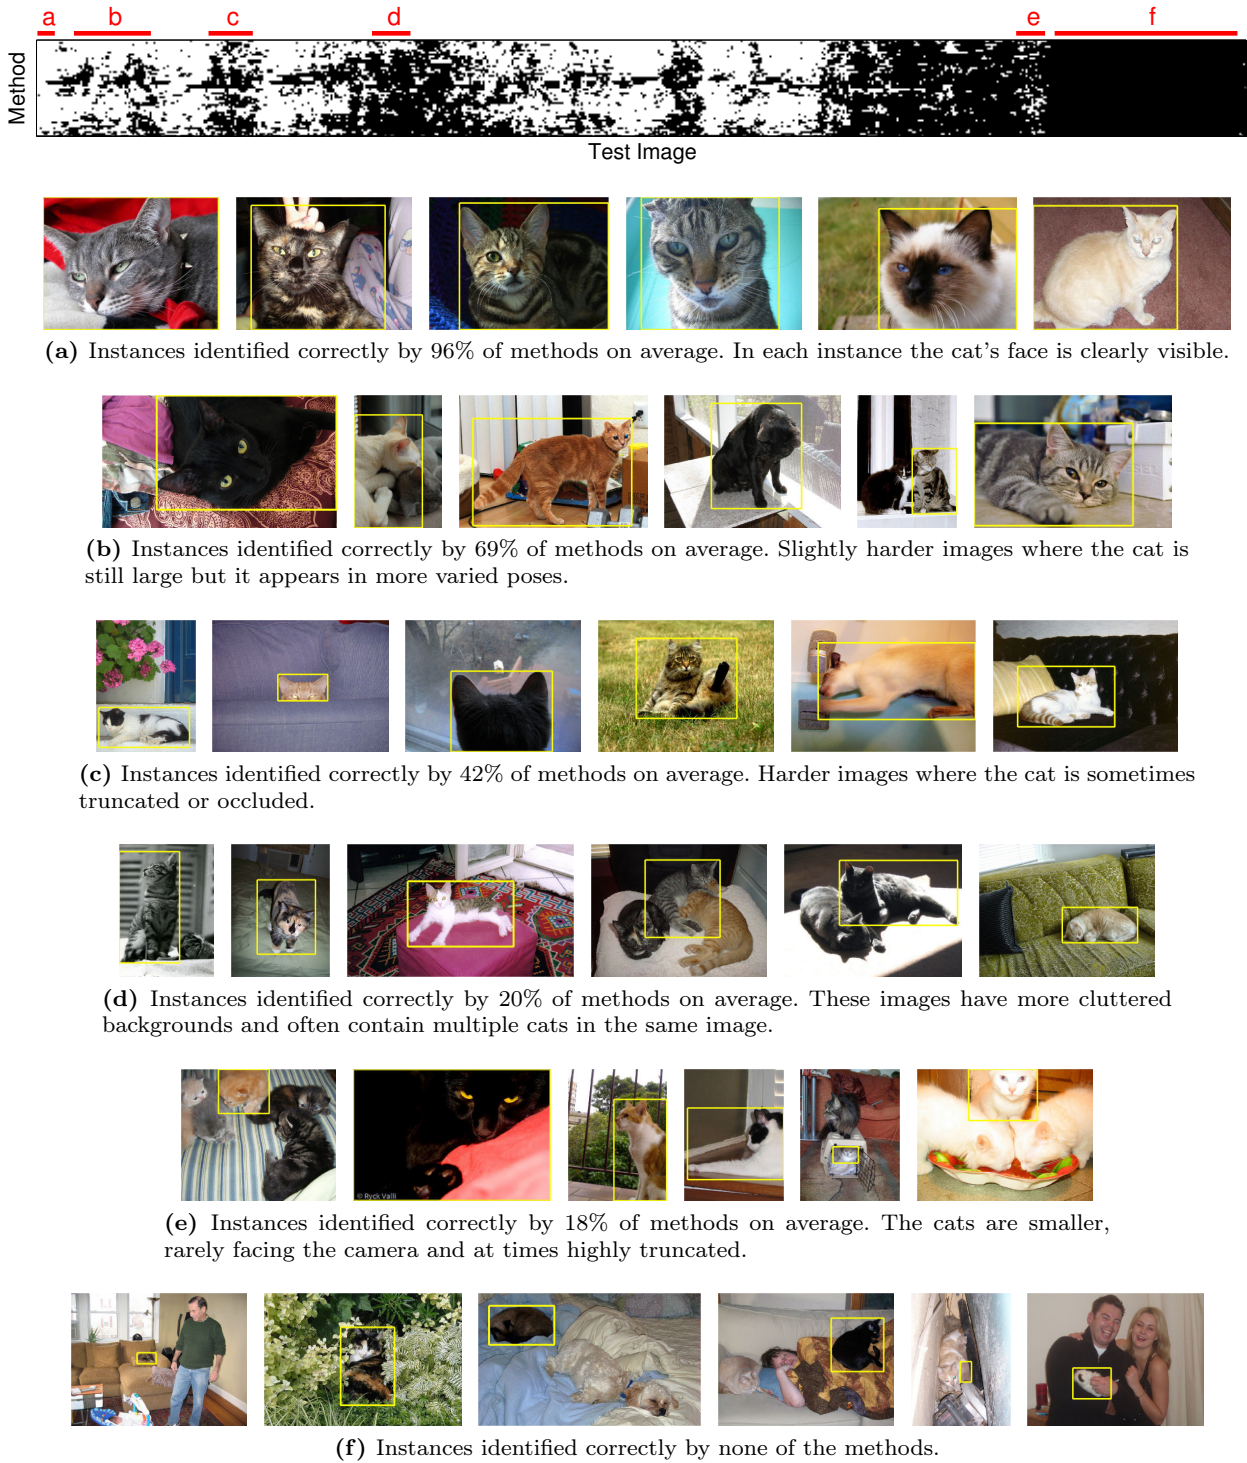 a b c d e f
Method
Test Image
(a) Instances identified correctly by 96% of methods on average. In each instance the cat's face is clearly visible.
(b) Instances identified correctly by 69% of methods on average. Slightly harder images where the cat is
still large but it appears in more varied poses.
(c) Instances identified correctly by 42% of methods on average. Harder images where the cat is sometimes
truncated or occluded.
(d) Instances identified correctly by 20% of methods on average. These images have more cluttered
backgrounds and often contain multiple cats in the same image.
© Ryck Valli
(e) Instances identified correctly by 18% of methods on average. The cats are smaller,
rarely facing the camera and at times highly truncated.
(f) Instances identified correctly by none of the methods.